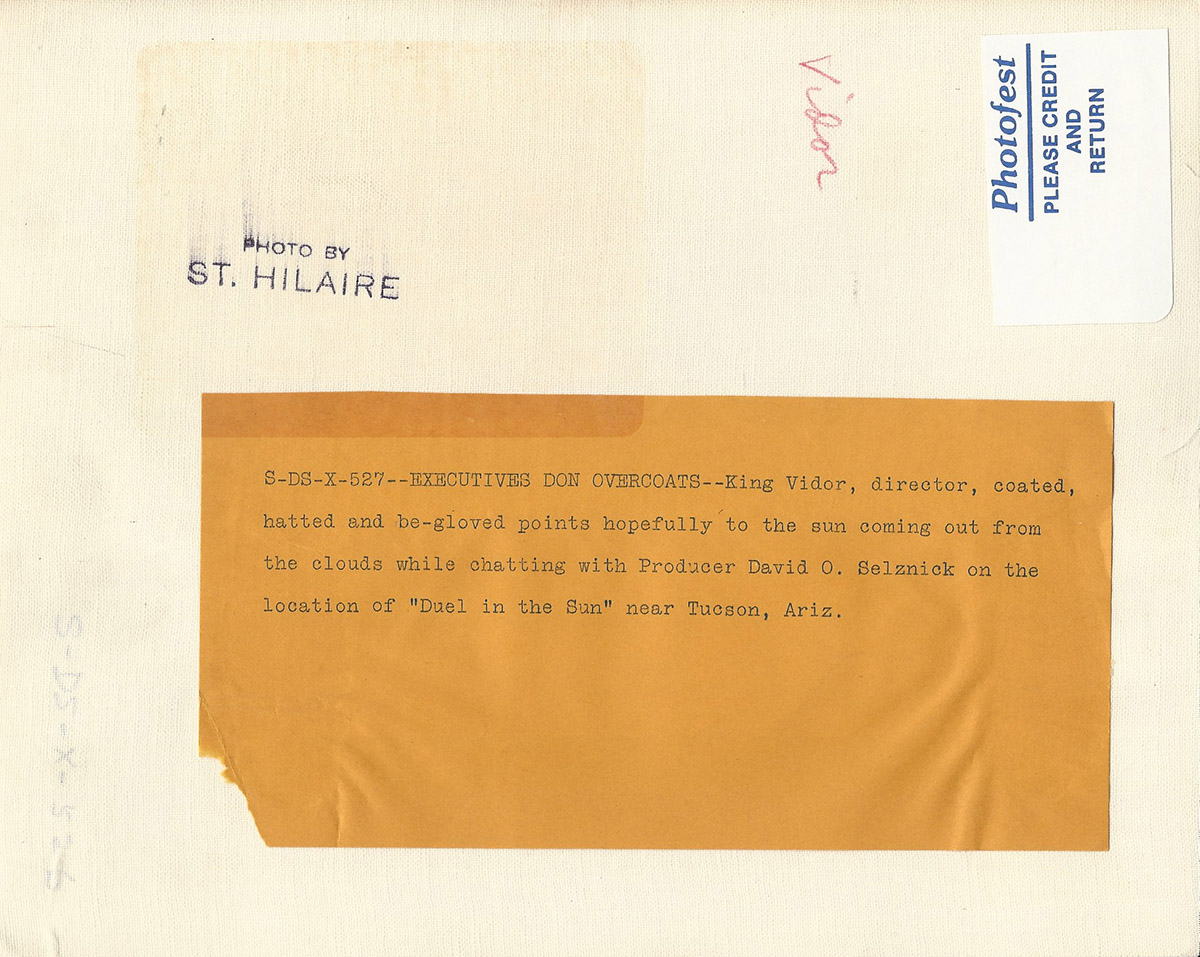 PHOTO BY
ST. HILAIRE
Vidor
Photofest
PLEASE CREDIT
AND
RETURN
S-DS-X-527--EXECUTIVES DON OVERCOATS--King Vidor, director, coated,
hatted and be-gloved points hopefully to the sun coming out from
the clouds while chatting with Producer David O. Selznick on the
location of "Duel in the Sun" near Tucson, Ariz.
S-DS-X-527